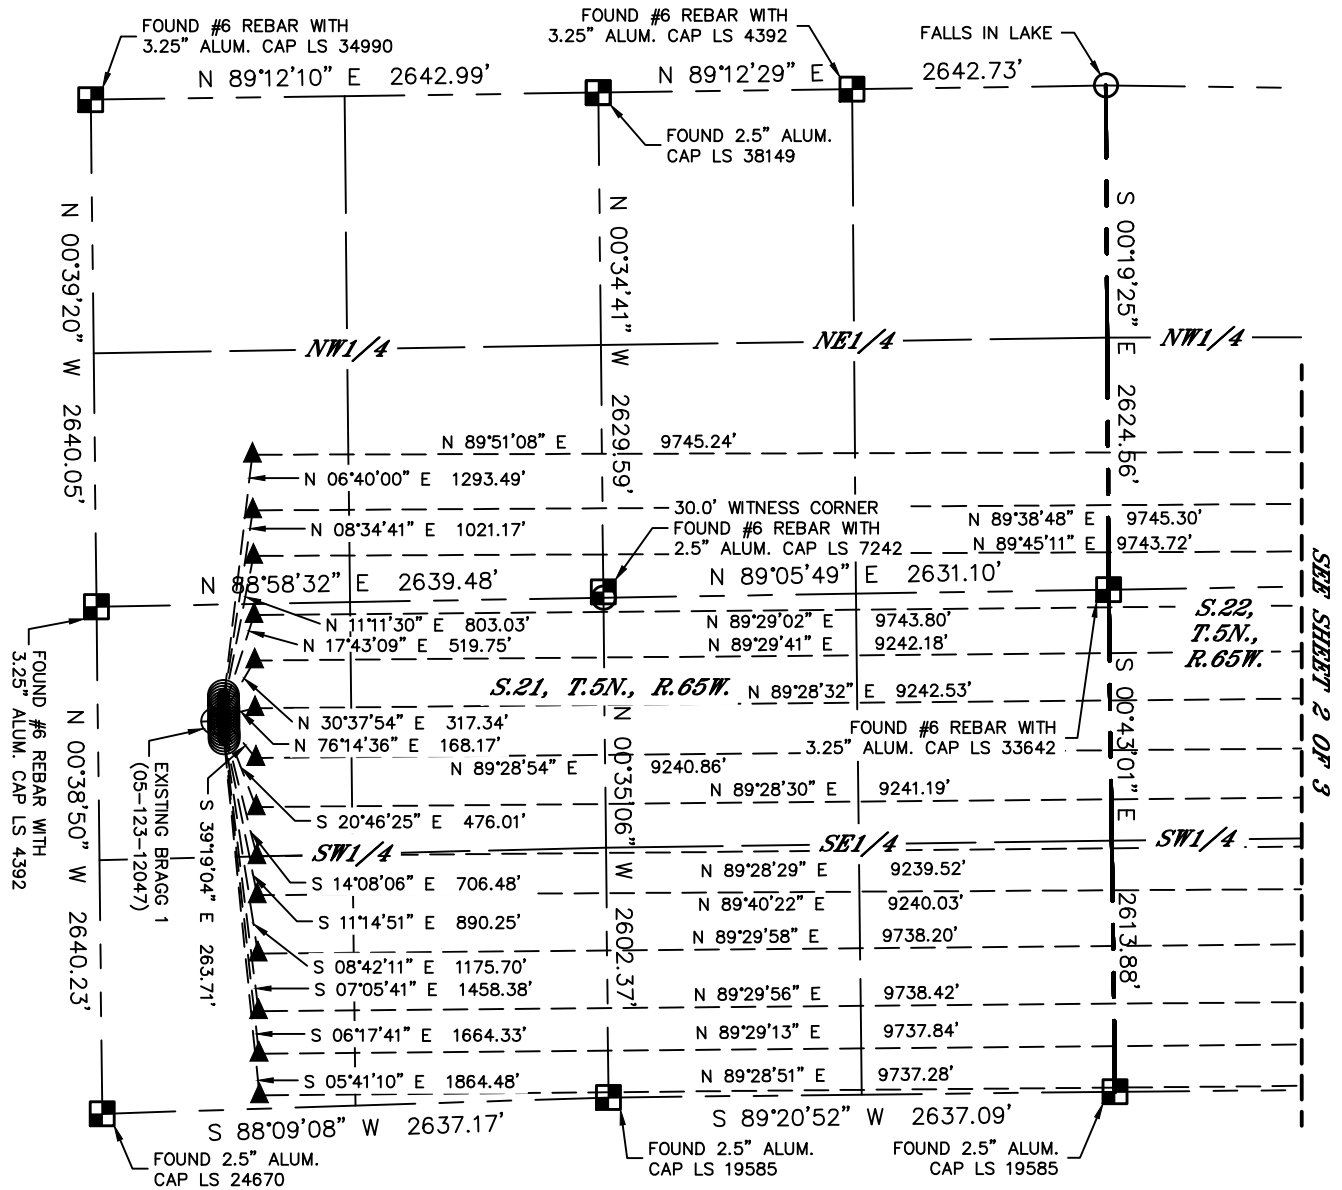 FOUND #6 REBAR WITH
3.25" ALUM. CAP LS 34990
FOUND #6 REBAR WITH
3.25" ALUM. CAP LS 4392
FALLS IN LAKE
N 89°12'10" E 2642.99'
N 89°12'29" E 2642.73'
FOUND 2.5" ALUM.
CAP LS 38149
N 00°39'20" W 2640.05'
N 00°34'41" W 2629.59'
S 00°19'25" E 2624.56'
NW1/4
NE1/4
NW1/4
N 89°51'08" E 9745.24'
N 06°40'00" E 1293.49'
30.0' WITNESS CORNER
FOUND #6 REBAR WITH
2.5" ALUM. CAP LS 7242
N 89°38'48" E 9745.30'
N 08°34'41" E 1021.17'
N 89°45'11" E 9743.72'
N 88°58'32" E 2639.48'
N 89°05'49" E 2631.10'
N 11°11'30" E 803.03'
N 89°29'02" E 9743.80'
N 17°43'09" E 519.75'
N 89°29'41" E 9242.18'
S.22,
T.5N.,
R.65W.
SEE SHEET 2 OF 3
S.21, T.5N., R.65W.
N 89°28'32" E 9242.53'
N 30°37'54" E 317.34'
N 76°14'36" E 168.17'
FOUND #6 REBAR WITH
3.25" ALUM. CAP LS 33642
N 89°28'54" E 9240.86'
N 89°28'30" E 9241.19'
FOUND #6 REBAR WITH
3.25" ALUM. CAP LS 4392
N 00°38'50" W 2640.23'
EXISTING BRAGG 1
(05-123-12047)
S 39°19'04" E 263.71'
N 00°35'06" W 2602.37'
S 00°43'01" E 2613.88'
S 20°46'25" E 476.01'
SW1/4
SE1/4
SW1/4
S 14°08'06" E 706.48'
N 89°28'29" E 9239.52'
S 11°14'51" E 890.25'
N 89°40'22" E 9240.03'
N 89°29'58" E 9738.20'
S 08°42'11" E 1175.70'
S 07°05'41" E 1458.38'
N 89°29'56" E 9738.42'
S 06°17'41" E 1664.33'
N 89°29'13" E 9737.84'
S 05°41'10" E 1864.48'
N 89°28'51" E 9737.28'
S 88°09'08" W 2637.17'
S 89°20'52" W 2637.09'
FOUND 2.5" ALUM.
CAP LS 24670
FOUND 2.5" ALUM.
CAP LS 19585
FOUND 2.5" ALUM.
CAP LS 19585